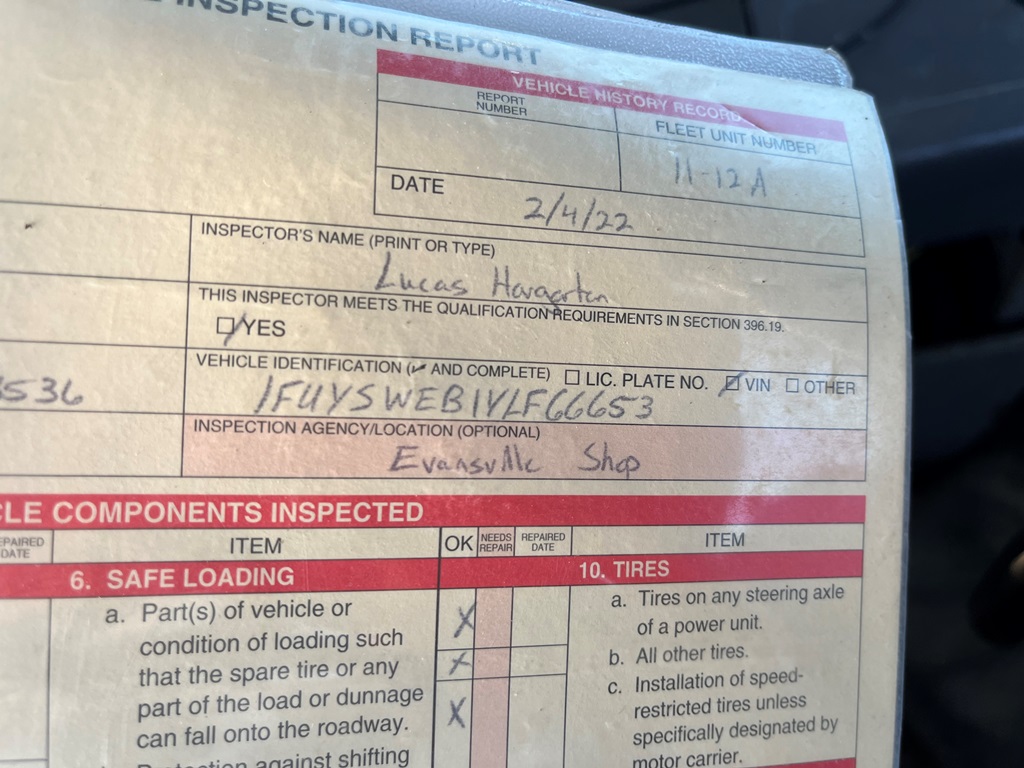 INSPECTION REPORT
VEHICLE HISTORY RECORD
REPORT NUMBER
FLEET UNIT NUMBER
11-12A
DATE
2/4/22
INSPECTOR'S NAME (PRINT OR TYPE)
Lucas
THIS INSPECTOR MEETS THE QUALIFICATION REQUIREMENTS IN SECTION 396.19.
YES
VEHICLE IDENTIFICATION (✓ AND COMPLETE) LIC. PLATE NO. VIN OTHER
536
1FUYSWEB1VLF66653
INSPECTION AGENCY/LOCATION (OPTIONAL)
Evansville Shop
CLE COMPONENTS INSPECTED
EPAIRED DATE
ITEM
OK
NEEDS REPAIR
REPAIRED DATE
ITEM
6. SAFE LOADING
a. Part(s) of vehicle or
condition of loading such
that the spare tire or any
part of the load or dunnage
can fall onto the roadway.
Protection against shifting
X
X
X
10. TIRES
a. Tires on any steering axle
of a power unit.
b. All other tires.
c. Installation of speed-
restricted tires unless
specifically designated by
motor carrier.